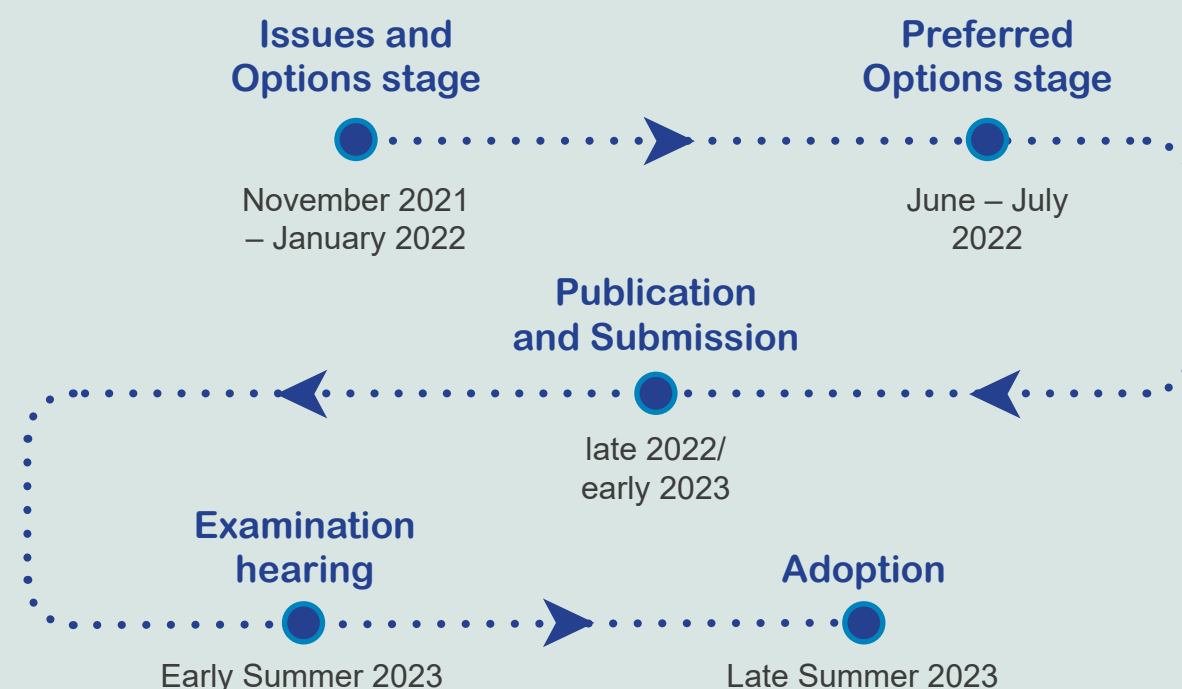 Issues and
Options stage
November 2021
– January 2022
Preferred
Options stage
June – July
2022
Publication
and Submission
late 2022/
early 2023
Examination
hearing
Early Summer 2023
Adoption
Late Summer 2023